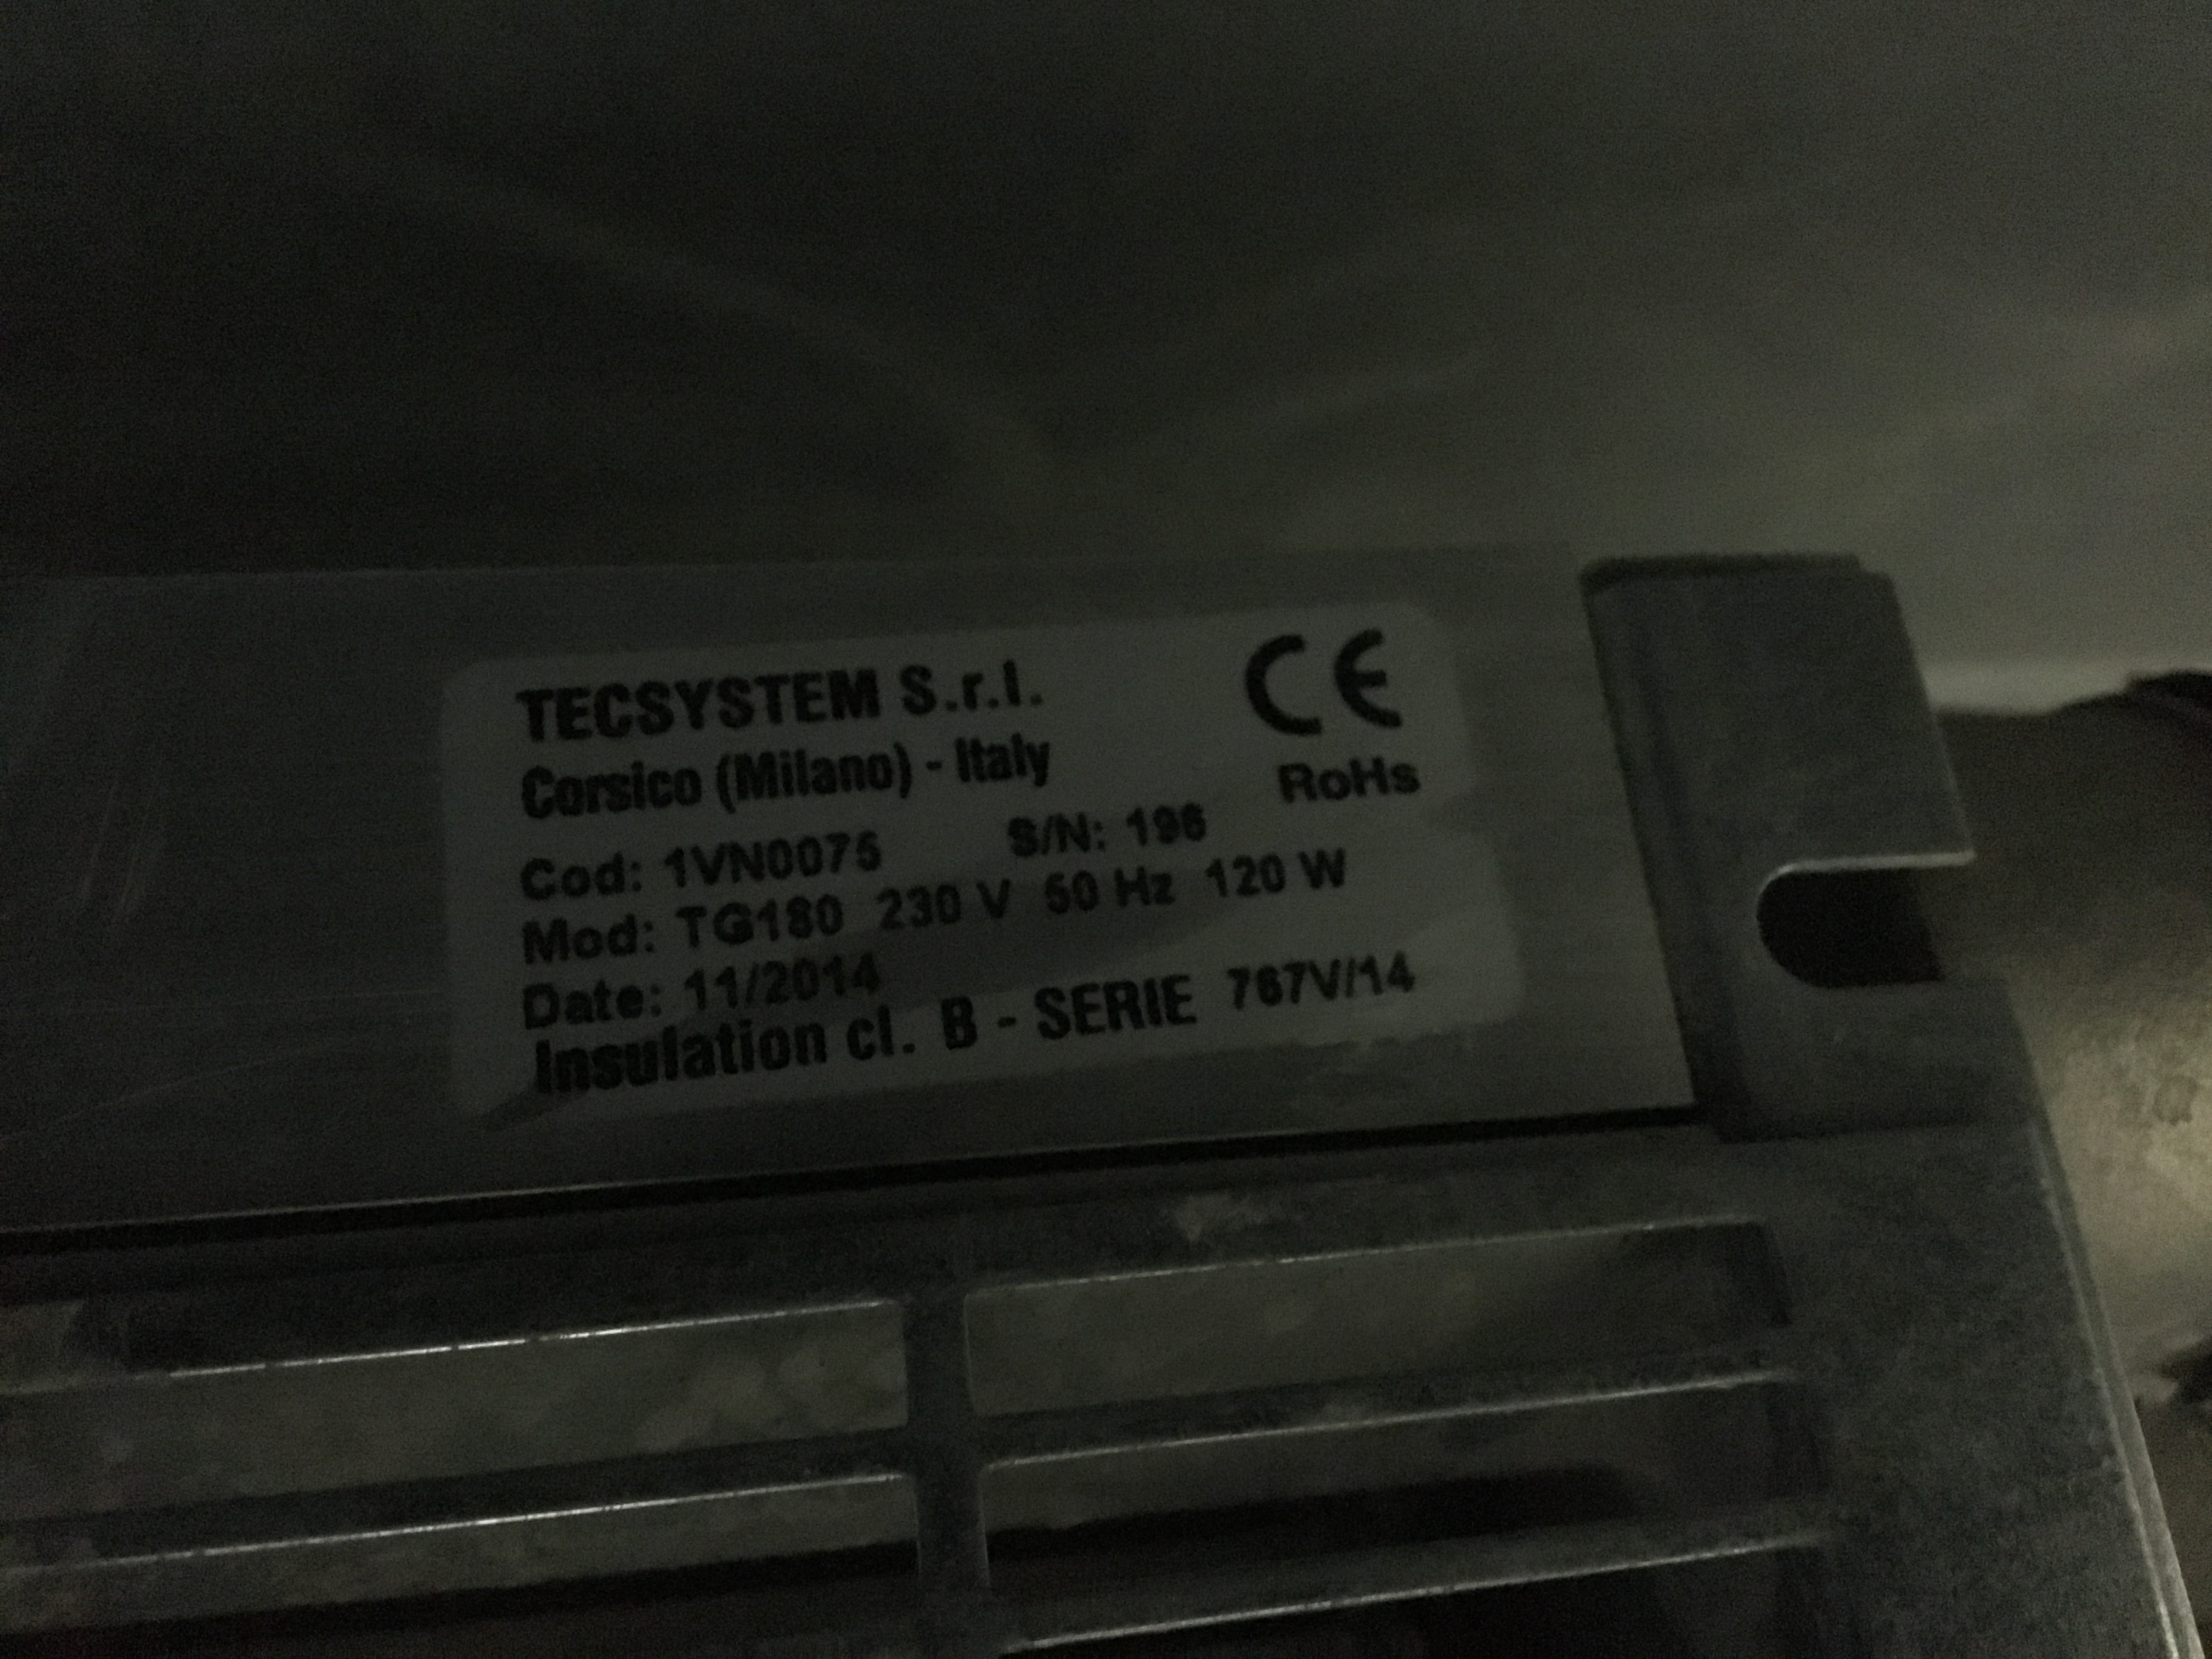 TECSYSTEM S.r.l. CE
Corsico (Milano) - Italy RoHs
Cod: 1VN0075 S/N: 196
Mod: TG180 230 V 50 Hz 120 W
Date: 11/2014
Insulation cl. B - SERIE 767V/14